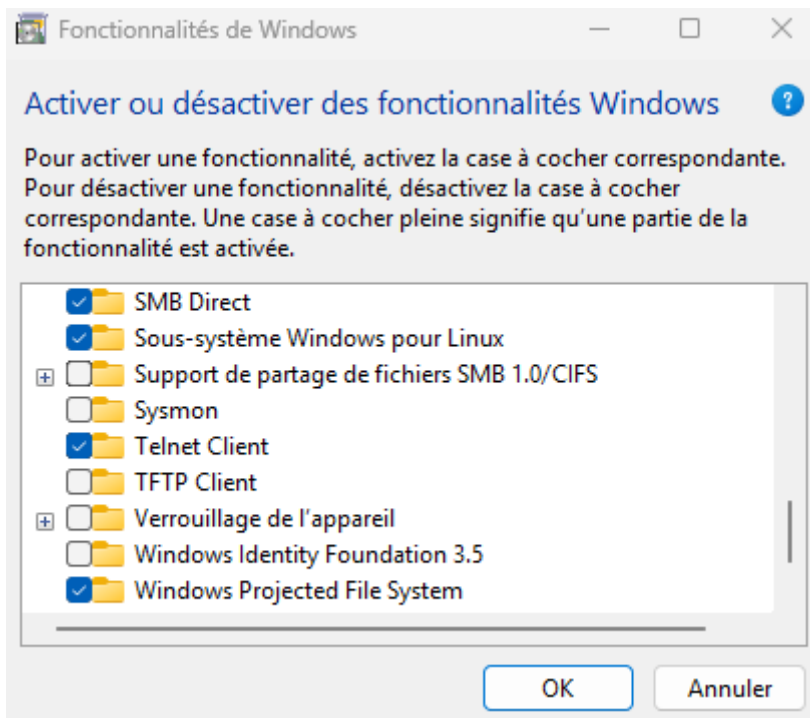 Fonctionnalités de Windows
Activer ou désactiver des fonctionnalités Windows
?
Pour activer une fonctionnalité, activez la case à cocher correspondante.
Pour désactiver une fonctionnalité, désactivez la case à cocher
correspondante. Une case à cocher pleine signifie qu'une partie de la
fonctionnalité est activée.
SMB Direct
Sous-système Windows pour Linux
Support de partage de fichiers SMB 1.0/CIFS
Sysmon
Telnet Client
TFTP Client
Verrouillage de l'appareil
Windows Identity Foundation 3.5
Windows Projected File System
OK Annuler